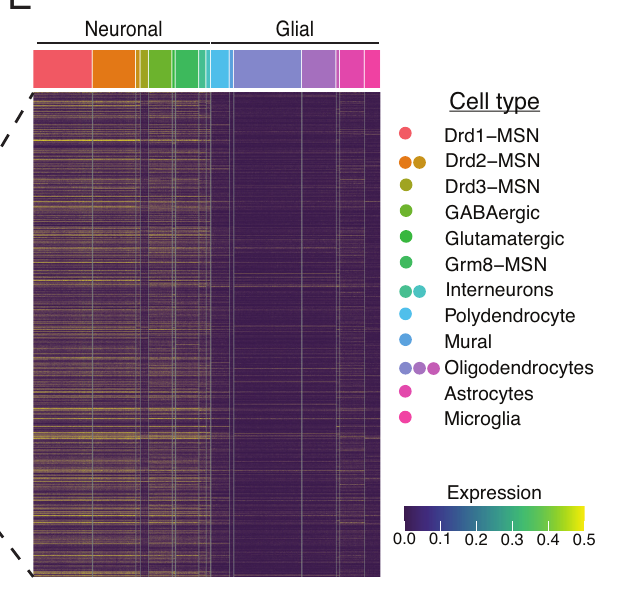 E
Neuronal Glial
Cell type
Drd1−MSN
Drd2−MSN
Drd3−MSN
GABAergic
Glutamatergic
Grm8−MSN
Interneurons
Polydendrocyte
Mural
Oligodendrocytes
Astrocytes
Microglia
Expression
0.0 0.1 0.2 0.3 0.4 0.5